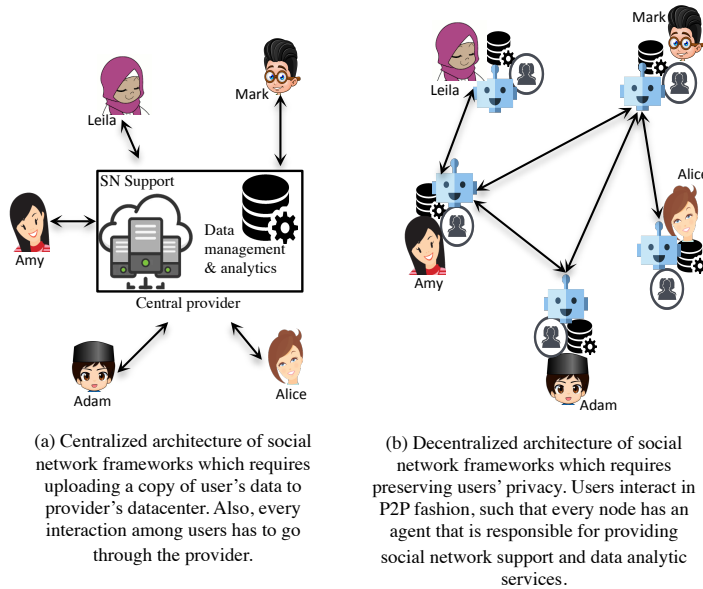 Leila
Mark
Amy
SN Support
Data
management
& analytics
Central provider
Adam
Alice
(a) Centralized architecture of social
network frameworks which requires
uploading a copy of user's data to
provider's datacenter. Also, every
interaction among users has to go
through the provider.
Mark
Leila
Alice
Amy
Adam
(b) Decentralized architecture of social
network frameworks which requires
preserving users' privacy. Users interact in
P2P fashion, such that every node has an
agent that is responsible for providing
social network support and data analytic
services.